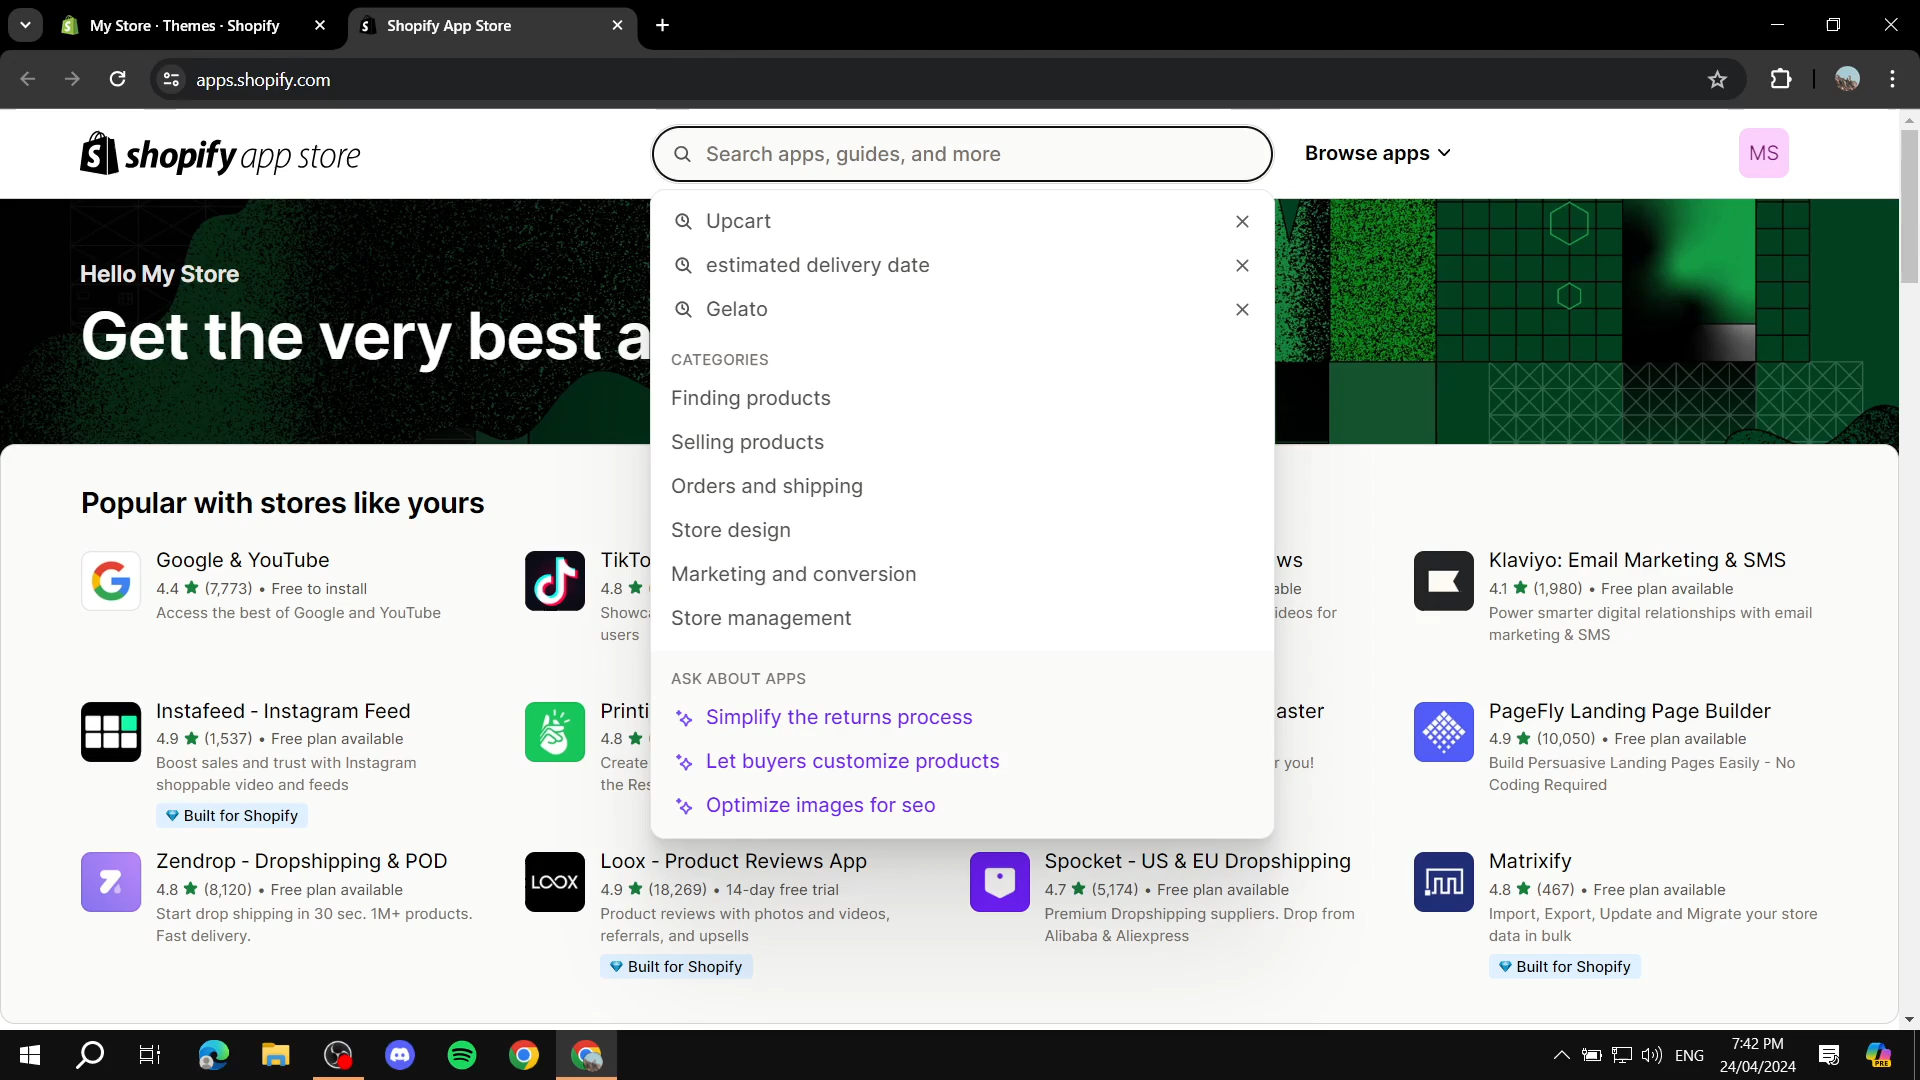 My Store · Themes · Shopify
Shopify App Store
apps.shopify.com
shopify app store
Search apps, guides, and more
Browse apps
MS
Upcart
estimated delivery date
Gelato
CATEGORIES
Finding products
Selling products
Orders and shipping
Store design
Marketing and conversion
Store management
ASK ABOUT APPS
Simplify the returns process
Let buyers customize products
Optimize images for seo
Hello My Store
Get the very best a
Popular with stores like yours
Google & YouTube
4.4 ★ (7,773) • Free to install
Access the best of Google and YouTube
TikTo
4.8 ★
Showca
users
ws
able
ideos for
Klaviyo: Email Marketing & SMS
4.1 ★ (1,980) • Free plan available
Power smarter digital relationships with email
marketing & SMS
Instafeed - Instagram Feed
4.9 ★ (1,537) • Free plan available
Boost sales and trust with Instagram
shoppable video and feeds
Built for Shopify
Printi
4.8 ★
Create
the Res
aster
r you!
PageFly Landing Page Builder
4.9 ★ (10,050) • Free plan available
Build Persuasive Landing Pages Easily - No
Coding Required
Zendrop - Dropshipping & POD
4.8 ★ (8,120) • Free plan available
Start drop shipping in 30 sec. 1M+ products.
Fast delivery.
LOOX
Loox - Product Reviews App
4.9 ★ (18,269) • 14-day free trial
Product reviews with photos and videos,
referrals, and upsells
Built for Shopify
Spocket - US & EU Dropshipping
4.7 ★ (5,174) • Free plan available
Premium Dropshipping suppliers. Drop from
Alibaba & Aliexpress
Matrixify
4.8 ★ (467) • Free plan available
Import, Export, Update and Migrate your store
data in bulk
Built for Shopify
ENG
7:42 PM
24/04/2024
PRE